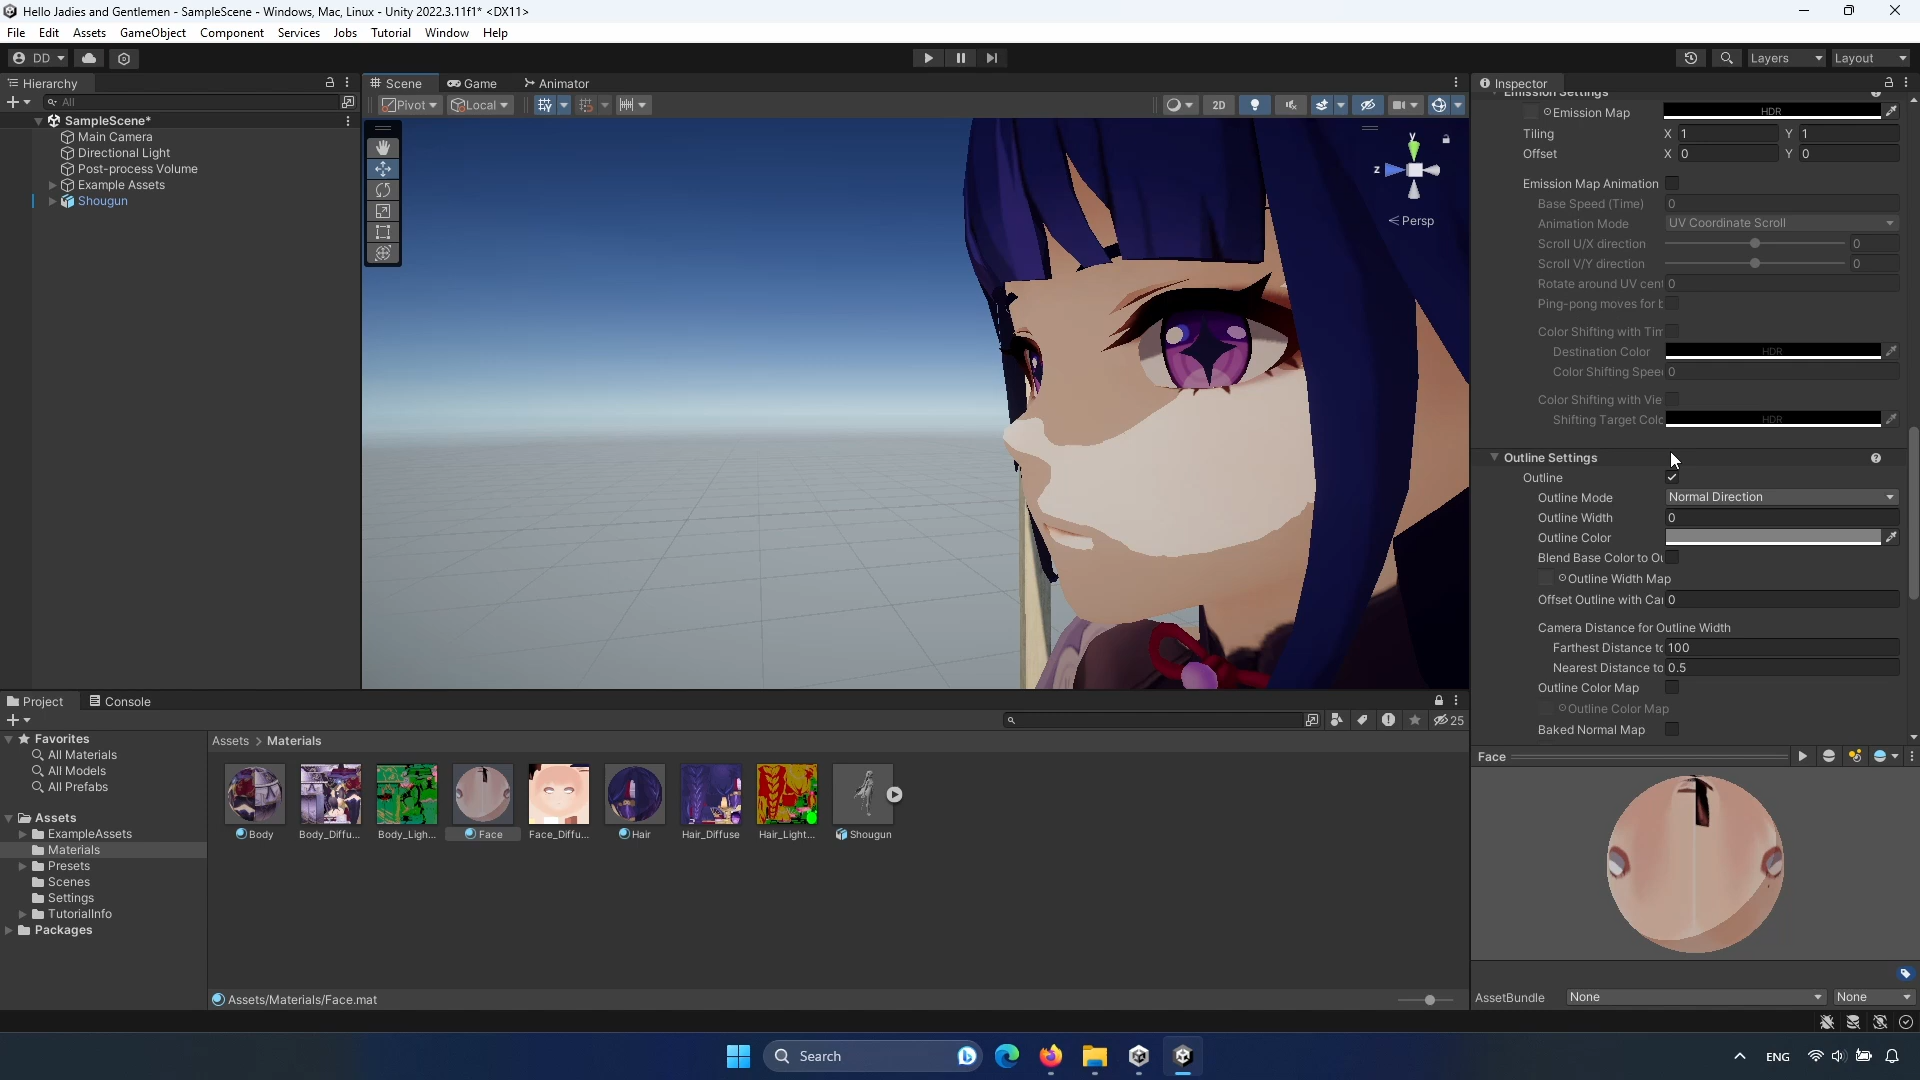 Hello Jadies and Gentlemen - SampleScene - Windows, Mac, Linux - Unity 2022.3.11f1* <DX11>
File Edit Assets GameObject Component Services Jobs Tutorial Window Help
DD Layers Layout
Hierarchy
All
SampleScene*
Main Camera
Directional Light
Post-process Volume
Example Assets
Shougun
Scene Game Animator
Pivot Local 2D
y
z
Persp
Inspector
Emission Settings
Emission Map HDR
Tiling X 1 Y 1
Offset X 0 Y 0
Emission Map Animation
Base Speed (Time) 0
Animation Mode UV Coordinate Scroll
Scroll U/X direction 0
Scroll V/Y direction 0
Rotate around UV cen 0
Ping-pong moves for b
Color Shifting with Tim
Destination Color HDR
Color Shifting Spee 0
Color Shifting with Vie
Shifting Target Colo HDR
Outline Settings
Outline
Outline Mode Normal Direction
Outline Width 0
Outline Color
Blend Base Color to Ou
Outline Width Map
Offset Outline with Ca 0
Camera Distance for Outline Width
Farthest Distance to 100
Nearest Distance to 0.5
Outline Color Map
Outline Color Map
Baked Normal Map
Face
AssetBundle None None
Project Console
25
Favorites
All Materials
All Models
All Prefabs
Assets
ExampleAssets
Materials
Presets
Scenes
Settings
TutorialInfo
Packages
Assets > Materials
Body Body_Diffu... Body_Ligh... Face Face_Diffu... Hair Hair_Diffuse Hair_Light... Shougun
Assets/Materials/Face.mat
Search
ENG